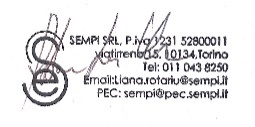 SEMPI SRL, P.iva 1231 52800011
15, 10134, Torino
Tel: 011 043 8250
Email:Liana.rotariu@sempi.it
PEC: sempi@pec.sempi.it